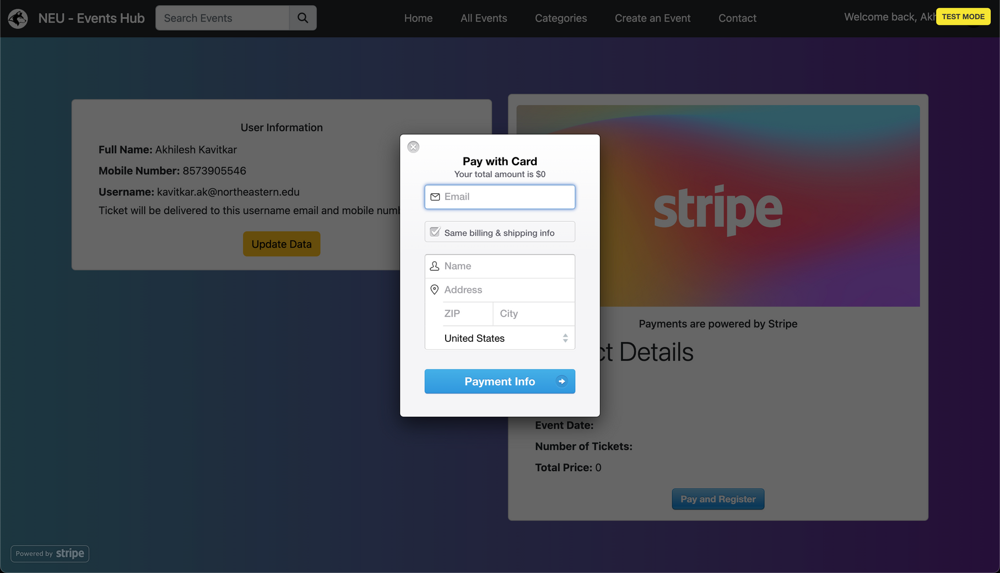 NEU - Events Hub
Search Events
Home
All Events
Categories
Create an Event
Contact
Welcome back, Akh
TEST MODE
User Information
Full Name: Akhilesh Kavitkar
Mobile Number: 8573905546
Username: kavitkar.ak@northeastern.edu
Ticket will be delivered to this username email and mobile numb
Update Data
Pay with Card
Your total amount is $0
Email
Same billing & shipping info
Name
Address
ZIP
City
United States
Payment Info
stripe
Payments are powered by Stripe
ct Details
Event Date:
Number of Tickets:
Total Price: 0
Pay and Register
Powered by stripe